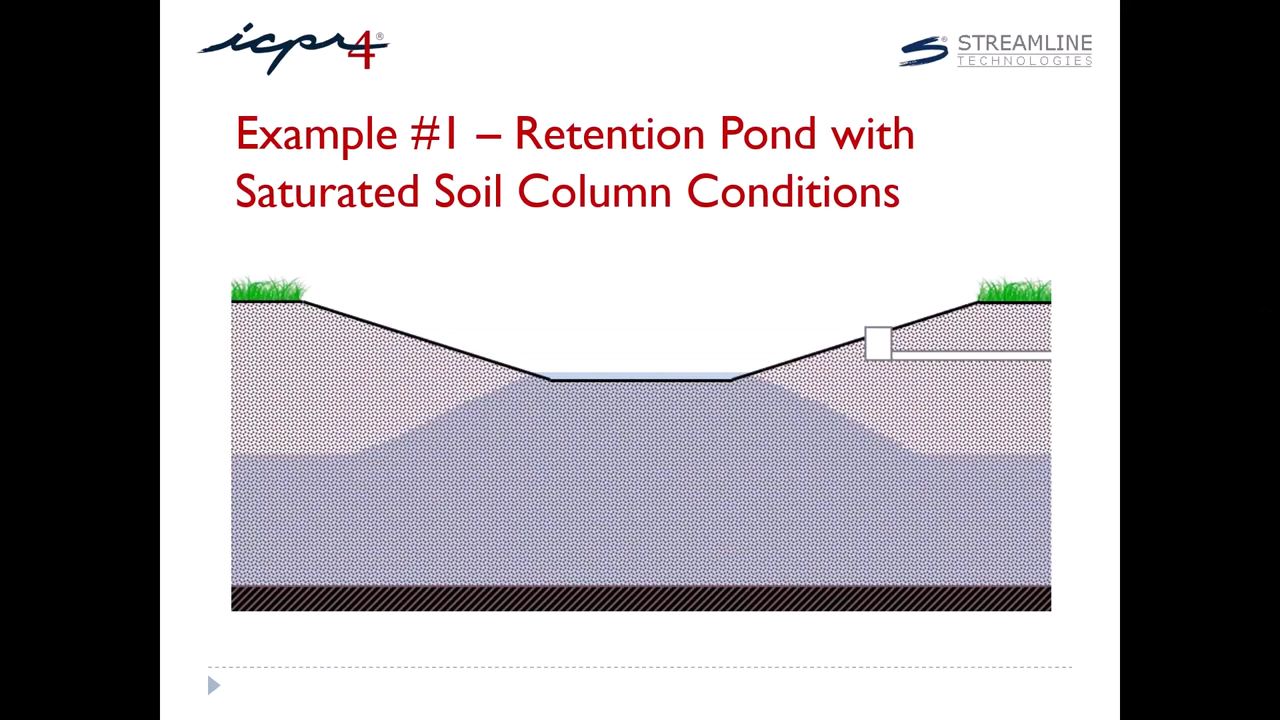 icpr4®
STREAMLINE
TECHNOLOGIES
Example #1 – Retention Pond with
Saturated Soil Column Conditions